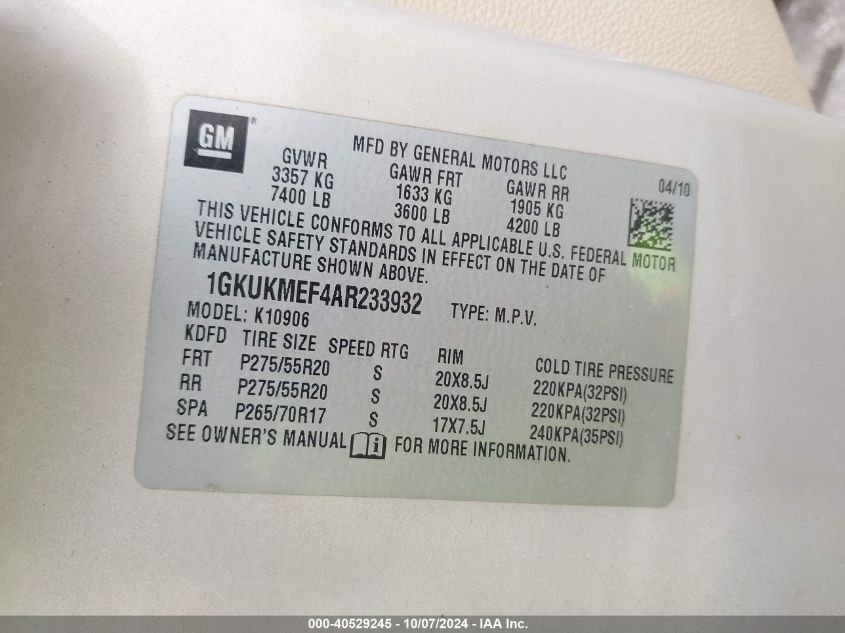 GM®
MFD BY GENERAL MOTORS LLC 04/10
GVWR GAWR FRT GAWR RR
3357 KG 1633 KG 1905 KG
7400 LB 3600 LB 4200 LB
THIS VEHICLE CONFORMS TO ALL APPLICABLE U.S. FEDERAL MOTOR
VEHICLE SAFETY STANDARDS IN EFFECT ON THE DATE OF
MANUFACTURE SHOWN ABOVE.
1GKUKMEF4AR233932 TYPE: M.P.V.
MODEL: K10906
KDFD TIRE SIZE SPEED RTG RIM COLD TIRE PRESSURE
FRT P275/55R20 S 20X8.5J 220KPA(32PSI)
RR P275/55R20 S 20X8.5J 220KPA(32PSI)
SPA P265/70R17 S 17X7.5J 240KPA(35PSI)
SEE OWNER'S MANUAL FOR MORE INFORMATION.
000-40529245 - 10/07/2024 - IAA Inc.